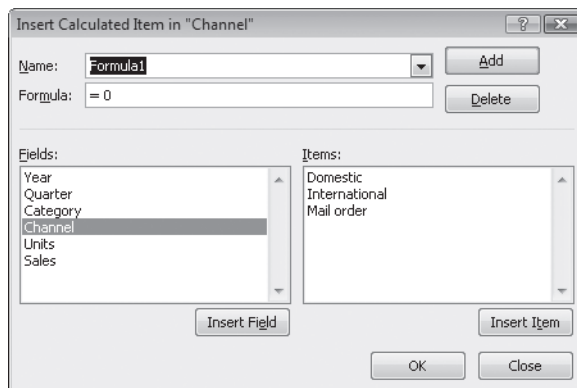 Insert Calculated Item in "Channel"
Name: Formula1 Add
Formula: = 0 Delete
Fields: Items:
Year Domestic
Quarter International
Category Mail order
Channel
Units
Sales
Insert Field Insert Item
OK Close